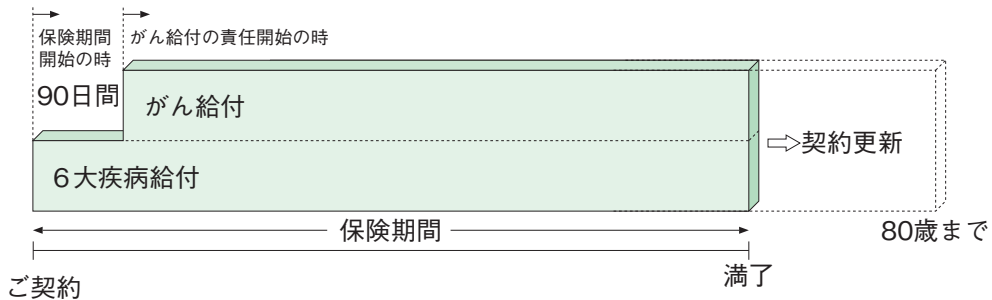 保険期間
開始の時
がん給付の責任開始の時
90日間
がん給付
6大疾病給付
契約更新
保険期間
80歳まで
ご契約
満了